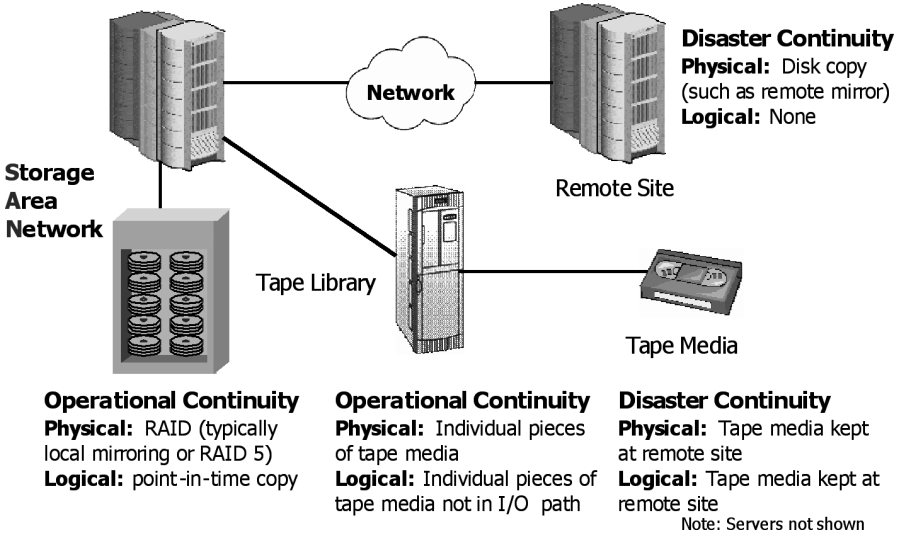 Disaster Continuity
Physical: Disk copy
(such as remote mirror)
Logical: None
Network
Remote Site
Storage
Area
Network
Tape Library
Tape Media
Operational Continuity
Physical: RAID (typically
local mirroring or RAID 5)
Logical: point-in-time copy
Operational Continuity
Physical: Individual pieces
of tape media
Logical: Individual pieces of
tape media not in I/O path
Disaster Continuity
Physical: Tape media kept
at remote site
Logical: Tape media kept at
remote site
Note: Servers not shown